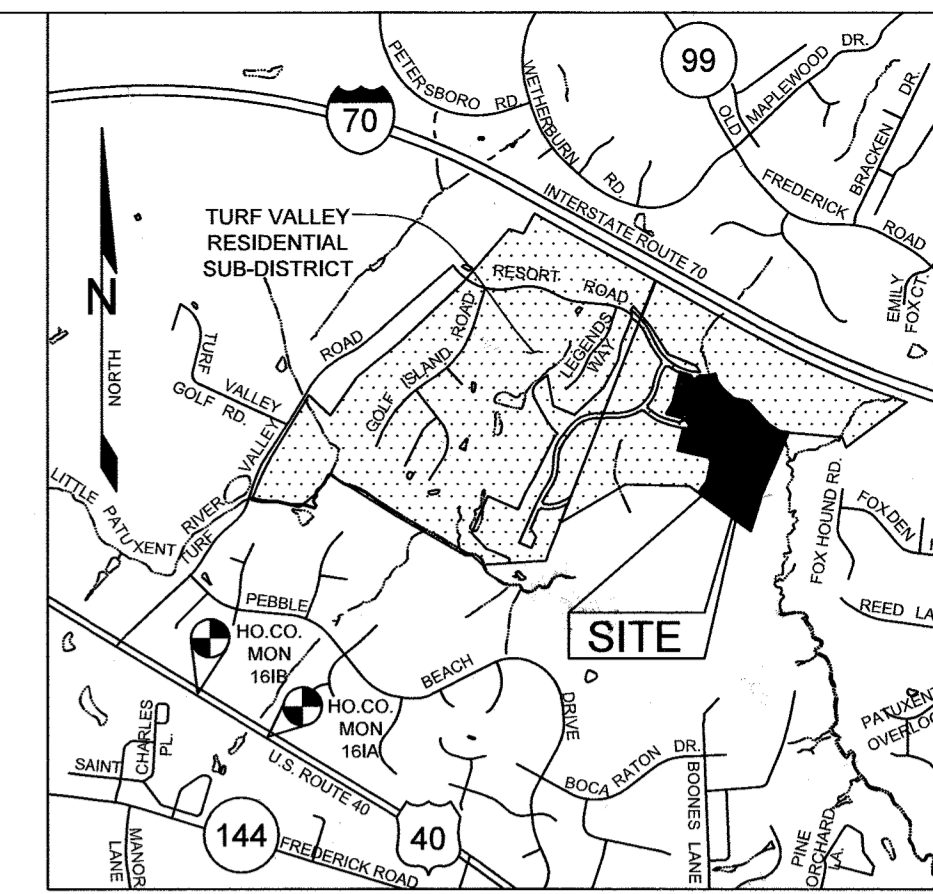 PETERSBORO RD.
WETHERBURN RD.
99
MAPLEWOOD DR.
OLD FREDERICK ROAD
BRACKEN DR.
70
INTERSTATE ROUTE 70
EMILY
FOX CT.
TURF VALLEY
RESIDENTIAL
SUB-DISTRICT
N
NORTH
RESORT ROAD
LEGENDS
WAY
GOLF ISLAND ROAD
TURF VALLEY ROAD
TURF VALLEY
GOLF RD.
LITTLE PATUXENT RIVER
FOX HOUND RD.
FOX DEN
REED LA
SITE
PEBBLE BEACH DRIVE
HO.CO.
MON
16IB
HO.CO.
MON
16IA
PATUXENT
OVERLOO
BOCA RATON DR.
BOONES LANE
SAINT CHARLES
PL.
U.S. ROUTE 40
144
FREDERICK ROAD
40
MANOR
LANE
PINE
ORCHARD
LA.